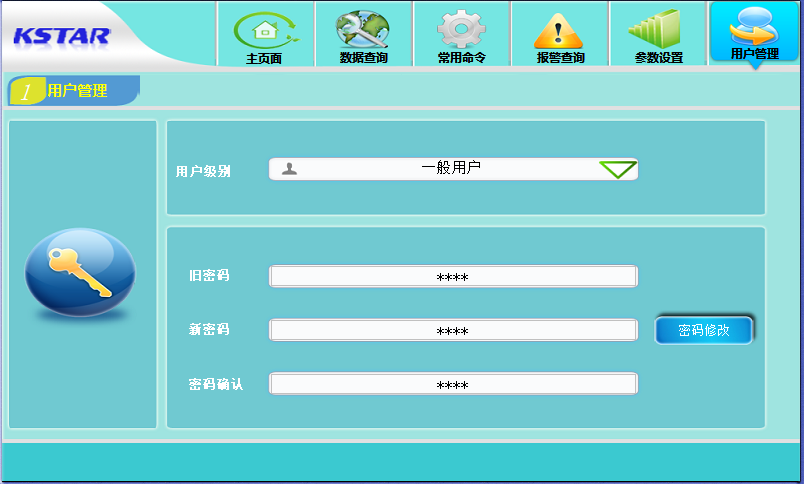 KSTAR
主页面
数据查询
常用命令
报警查询
参数设置
用户管理
1 用户管理
用户级别
一般用户
旧密码
****
新密码
****
密码修改
密码确认
****